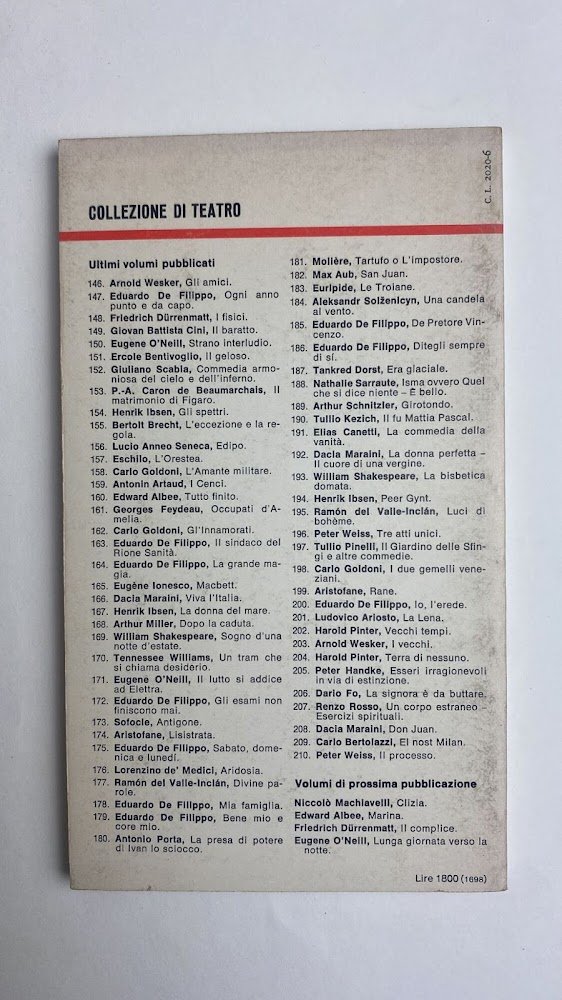 C. L. 2020-6
COLLEZIONE DI TEATRO
Ultimi volumi pubblicati
146. Arnold Wesker, Gli amici.
147. Eduardo De Filippo, Ogni anno
punto e da capo.
148. Friedrich Dürrenmatt, I fisici.
149. Giovan Battista Cini, Il baratto.
150. Eugene O'Neill, Strano interludio.
151. Ercole Bentivoglio, Il geloso.
152. Giuliano Scabia, Commedia armo-
niosa del cielo e dell'inferno.
153. P.-A. Caron de Beaumarchais, Il
matrimonio di Figaro.
154. Henrik Ibsen, Gli spettri.
155. Bertolt Brecht, L'eccezione e la re-
gola.
156. Lucio Anneo Seneca, Edipo.
157. Eschilo, L'Orestea.
158. Carlo Goldoni, L'Amante militare.
159. Antonin Artaud, I Cenci.
160. Edward Albee, Tutto finito.
161. Georges Feydeau, Occupati d'A-
melia.
162. Carlo Goldoni, Gl'Innamorati.
163. Eduardo De Filippo, Il sindaco del
Rione Sanità.
164. Eduardo De Filippo, La grande ma-
gia.
165. Eugène Ionesco, Macbett.
166. Dacia Maraini, Viva l'Italia.
167. Henrik Ibsen, La donna del mare.
168. Arthur Miller, Dopo la caduta.
169. William Shakespeare, Sogno d'una
notte d'estate.
170. Tennessee Williams, Un tram che
si chiama desiderio.
171. Eugene O'Neill, Il lutto si addice
ad Elettra.
172. Eduardo De Filippo, Gli esami non
finiscono mai.
173. Sofocle, Antigone.
174. Aristofane, Lisistrata.
175. Eduardo De Filippo, Sabato, dome-
nica e lunedí.
176. Lorenzino de' Medici, Aridosia.
177. Ramón del Valle-Inclán, Divine pa-
role.
178. Eduardo De Filippo, Mia famiglia.
179. Eduardo De Filippo, Bene mio e
core mio.
180. Antonio Porta, La presa di potere
di Ivan lo sciocco.
181. Molière, Tartufo o L'impostore.
182. Max Aub, San Juan.
183. Euripide, Le Troiane.
184. Aleksandr Solženicyn, Una candela
al vento.
185. Eduardo De Filippo, De Pretore Vin-
cenzo.
186. Eduardo De Filippo, Ditegli sempre
di sí.
187. Tankred Dorst, Era glaciale.
188. Nathalie Sarraute, Isma ovvero Quel
che si dice niente – È bello.
189. Arthur Schnitzler, Girotondo.
190. Tullio Kezich, Il fu Mattia Pascal.
191. Elias Canetti, La commedia della
vanità.
192. Dacia Maraini, La donna perfetta –
Il cuore di una vergine.
193. William Shakespeare, La bisbetica
domata.
194. Henrik Ibsen, Peer Gynt.
195. Ramón del Valle-Inclán, Luci di
bohème.
196. Peter Weiss, Tre atti unici.
197. Tullio Pinelli, Il Giardino delle Sfin-
gi e altre commedie.
198. Carlo Goldoni, I due gemelli vene-
ziani.
199. Aristofane, Rane.
200. Eduardo De Filippo, Io, l'erede.
201. Ludovico Ariosto, La Lena.
202. Harold Pinter, Vecchi tempi.
203. Arnold Wesker, I vecchi.
204. Harold Pinter, Terra di nessuno.
205. Peter Handke, Esseri irragionevoli
in via di estinzione.
206. Dario Fo, La signora è da buttare.
207. Renzo Rosso, Un corpo estraneo –
Esercizi spirituali.
208. Dacia Maraini, Don Juan.
209. Carlo Bertolazzi, El nost Milan.
210. Peter Weiss, Il processo.
Volumi di prossima pubblicazione
Niccolò Machiavelli, Clizia.
Edward Albee, Marina.
Friedrich Dürrenmatt, Il complice.
Eugene O'Neill, Lunga giornata verso la
notte.
Lire 1800 (1698)